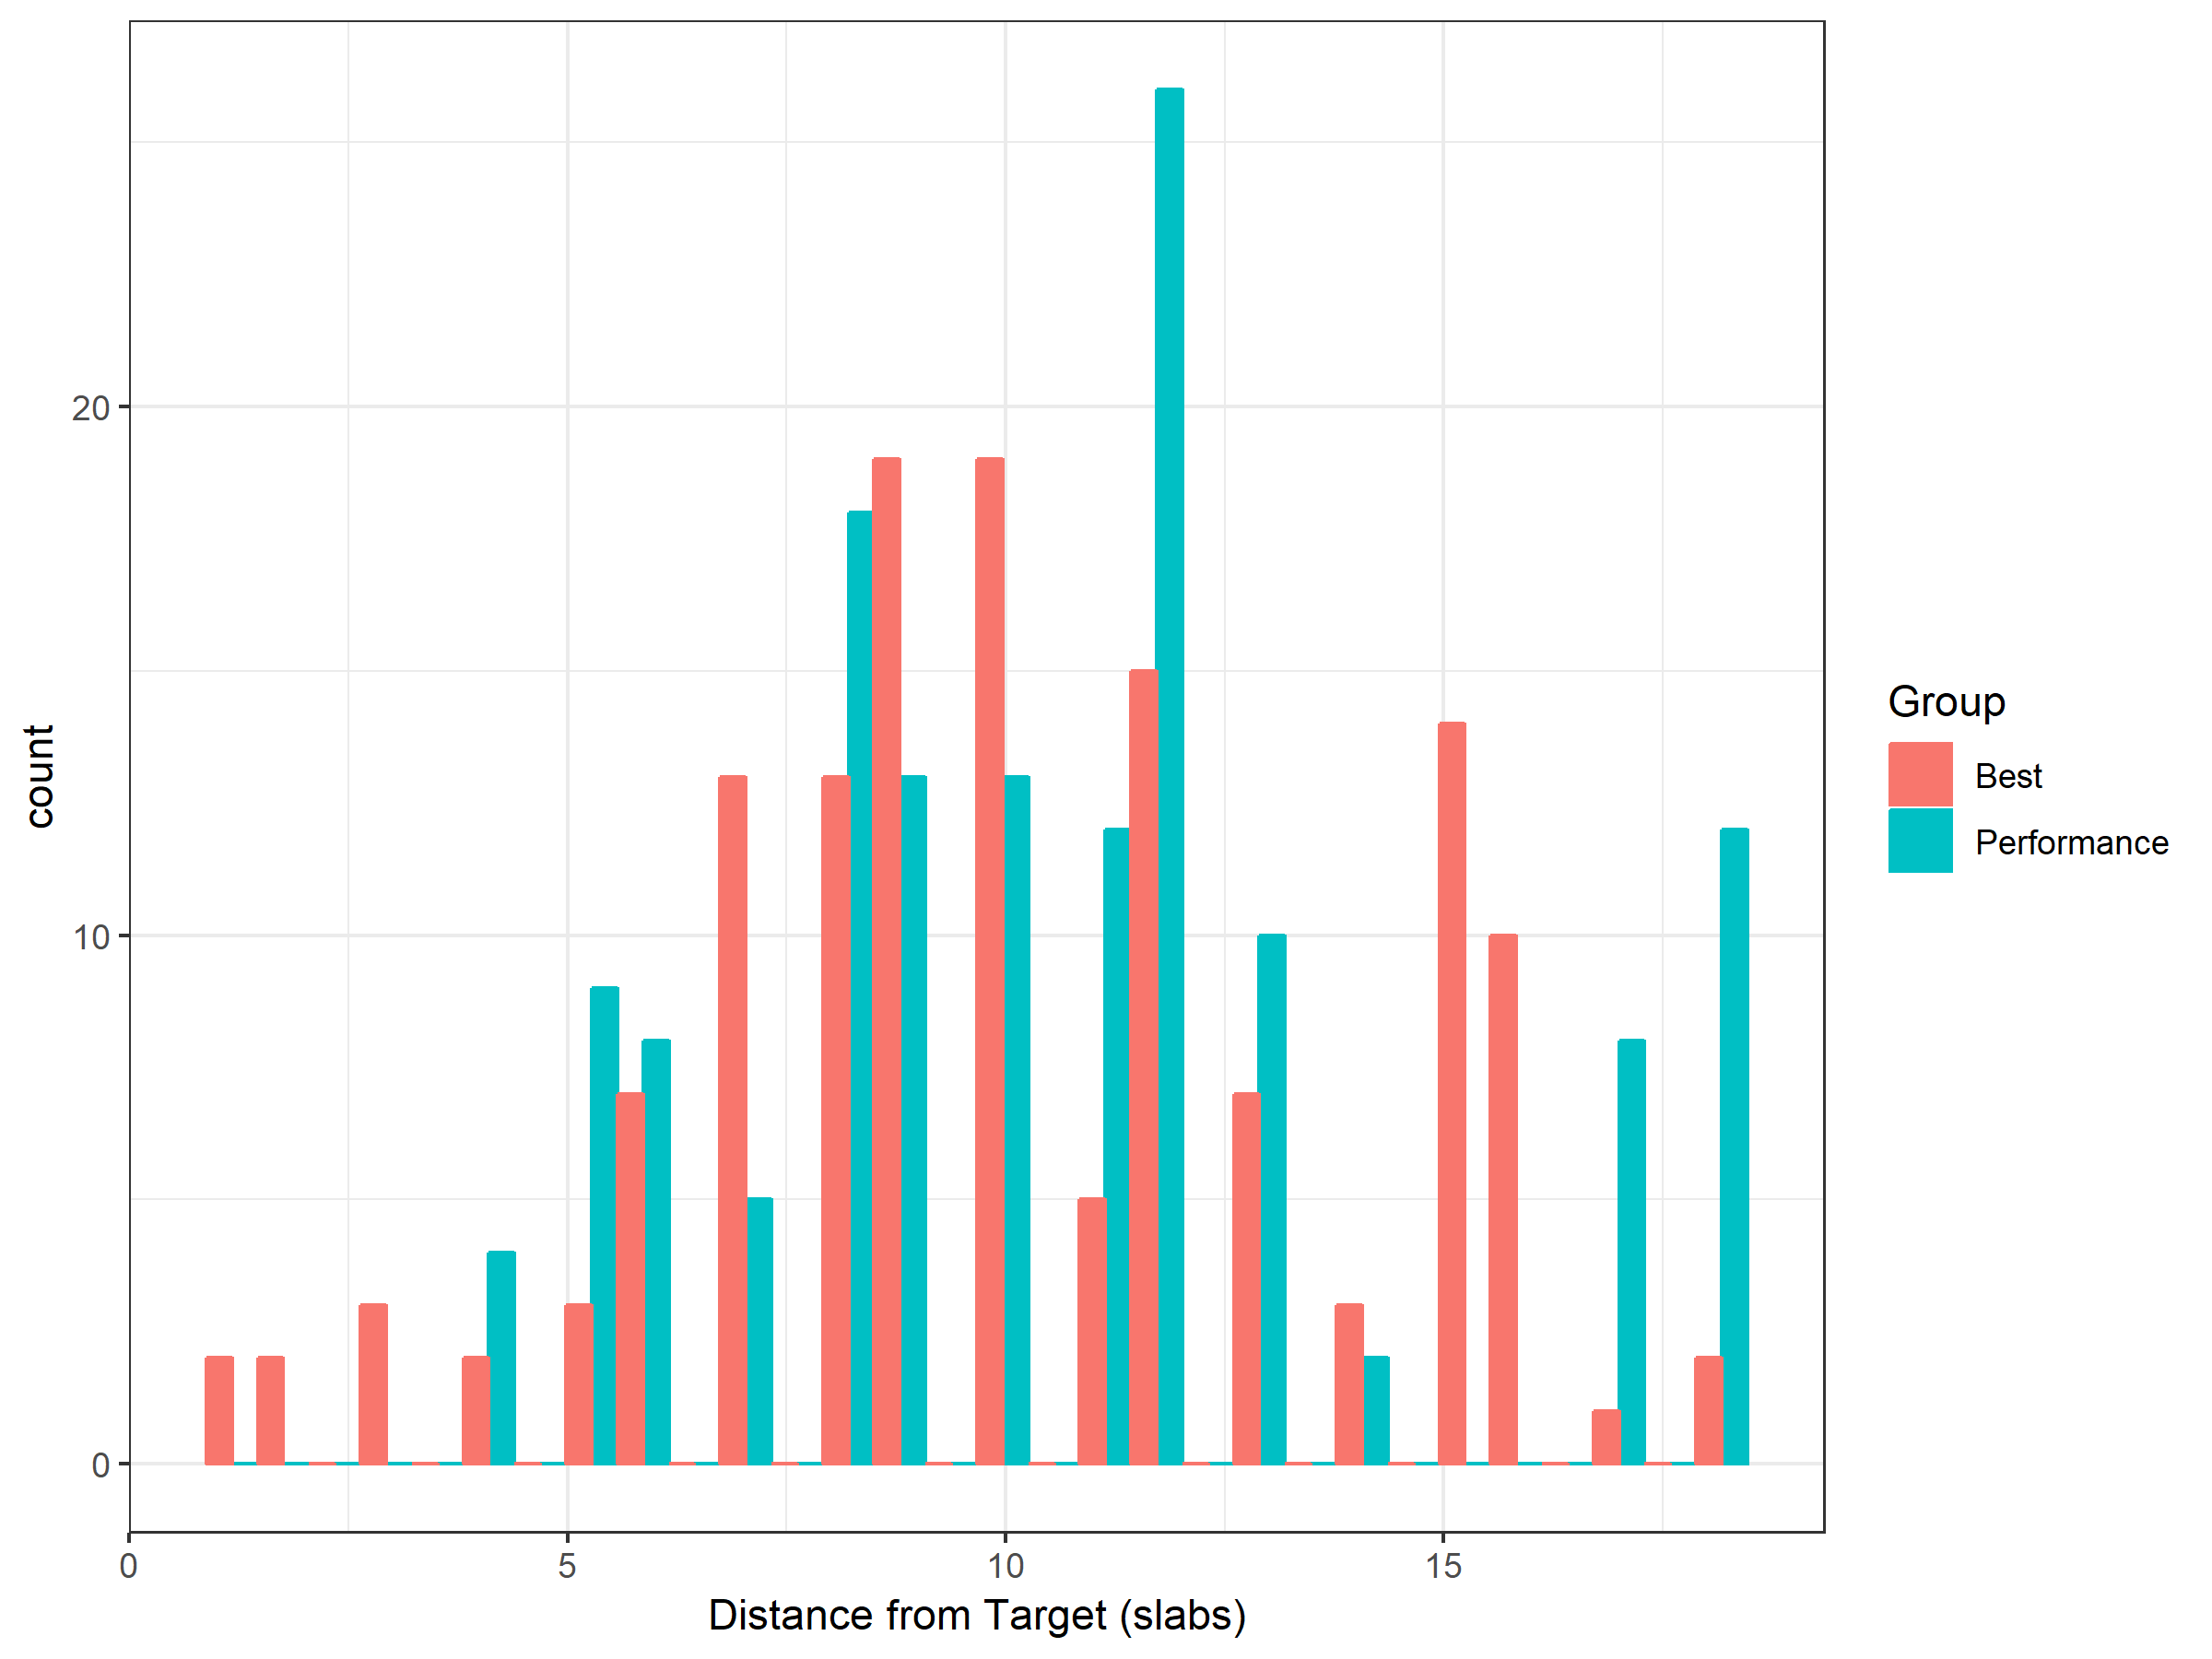 20
10
0
count
0 5 10 15
Distance from Target (slabs)
Group
Best
Performance